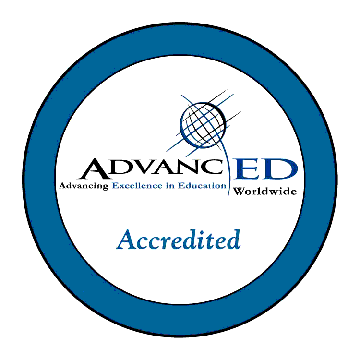 ADVANCED
Advancing Excellence in Education Worldwide
Accredited